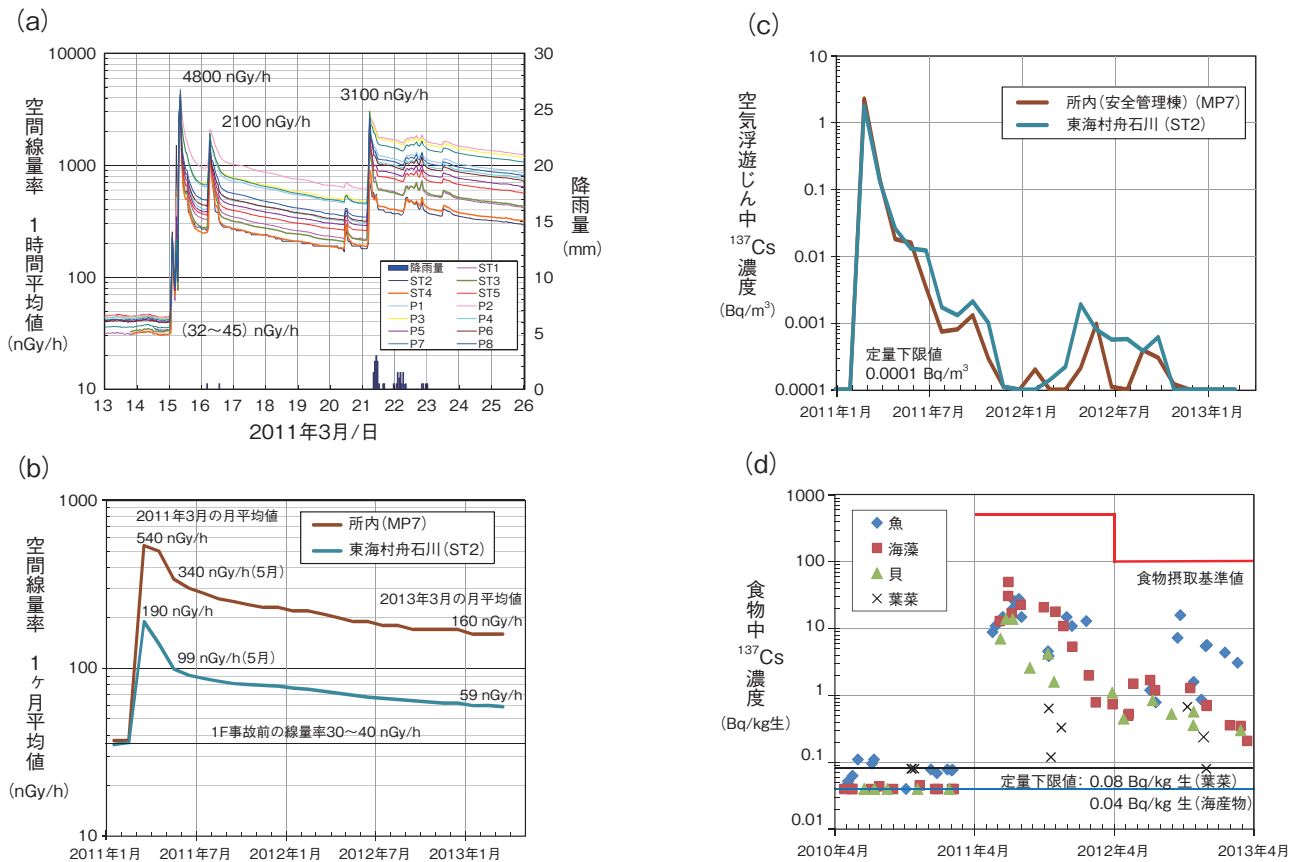 (a)
10000
1000
100
10
空間線量率 1時間平均値
(nGy/h)
30
25
20
15
10
5
0
降雨量
(mm)
4800 nGy/h
2100 nGy/h
3100 nGy/h
(32～45) nGy/h
降雨量 ST1
ST2 ST3
ST4 ST5
P1 P2
P3 P4
P5 P6
P7 P8
13 14 15 16 17 18 19 20 21 22 23 24 25 26
2011年3月/日
(b)
1000
100
10
空間線量率 1ヶ月平均値
(nGy/h)
2011年3月の月平均値
540 nGy/h
340 nGy/h(5月)
190 nGy/h
99 nGy/h(5月)
所内(MP7)
東海村舟石川(ST2)
2013年3月の月平均値
160 nGy/h
59 nGy/h
1F事故前の線量率30～40 nGy/h
2011年1月 2011年7月 2012年1月 2012年7月 2013年1月
(c)
10
1
0.1
0.01
0.001
0.0001
空気浮遊じん中 137Cs 濃度
(Bq/m³)
所内(安全管理棟)(MP7)
東海村舟石川(ST2)
定量下限値
0.0001 Bq/m³
2011年1月 2011年7月 2012年1月 2012年7月 2013年1月
(d)
1000
100
10
1
0.1
0.01
食物中 137Cs 濃度
(Bq/kg生)
魚
海藻
貝
葉菜
食物摂取基準値
定量下限値: 0.08 Bq/kg 生(葉菜)
0.04 Bq/kg 生(海産物)
2010年4月 2011年4月 2012年4月 2013年4月